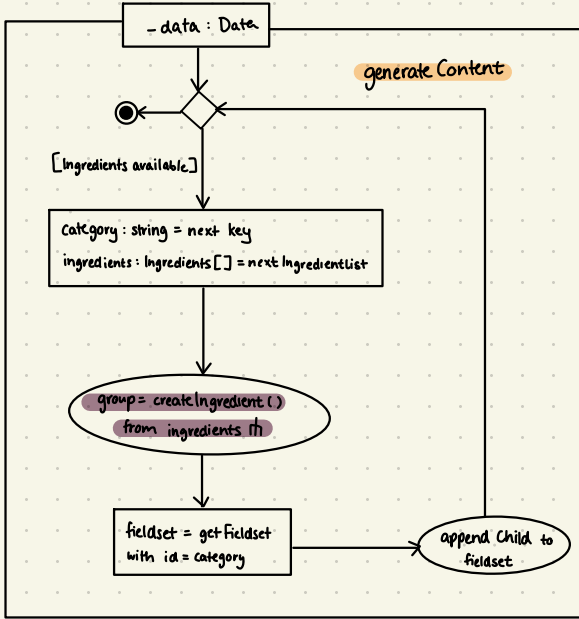 _data : Data
generate Content
[Ingredients available]
category : string = next key
ingredients : Ingredients[] = next IngredientList
group = createIngredient()
from ingredients
fieldset = getFieldset
with id = category
append Child to
fieldset